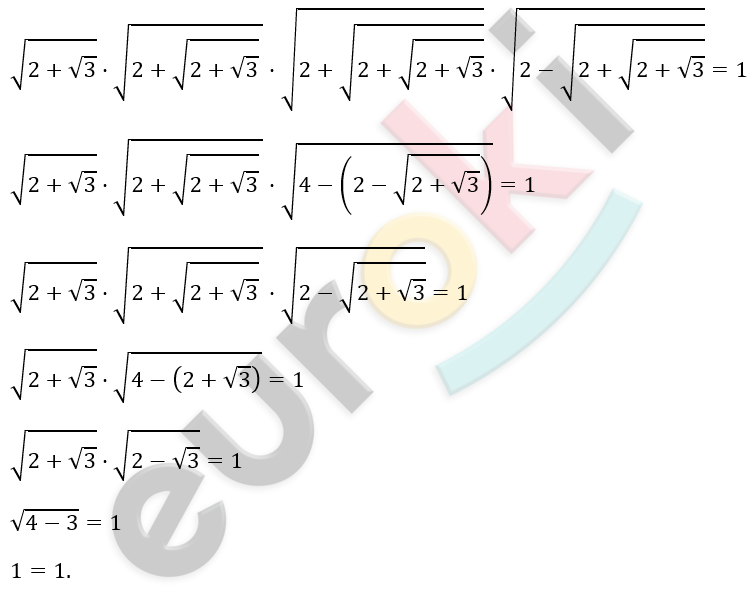 √(2 + √3) · √(2 + √(2 + √3)) · √(2 + √(2 + √(2 + √3))) · √(2 − √(2 + √(2 + √3))) = 1
√(2 + √3) · √(2 + √(2 + √3)) · √(4 − (2 − √(2 + √3))) = 1
√(2 + √3) · √(2 + √(2 + √3)) · √(2 − √(2 + √3)) = 1
√(2 + √3) · √(4 − (2 + √3)) = 1
√(2 + √3) · √(2 − √3) = 1
√(4 − 3) = 1
1 = 1.
euroki